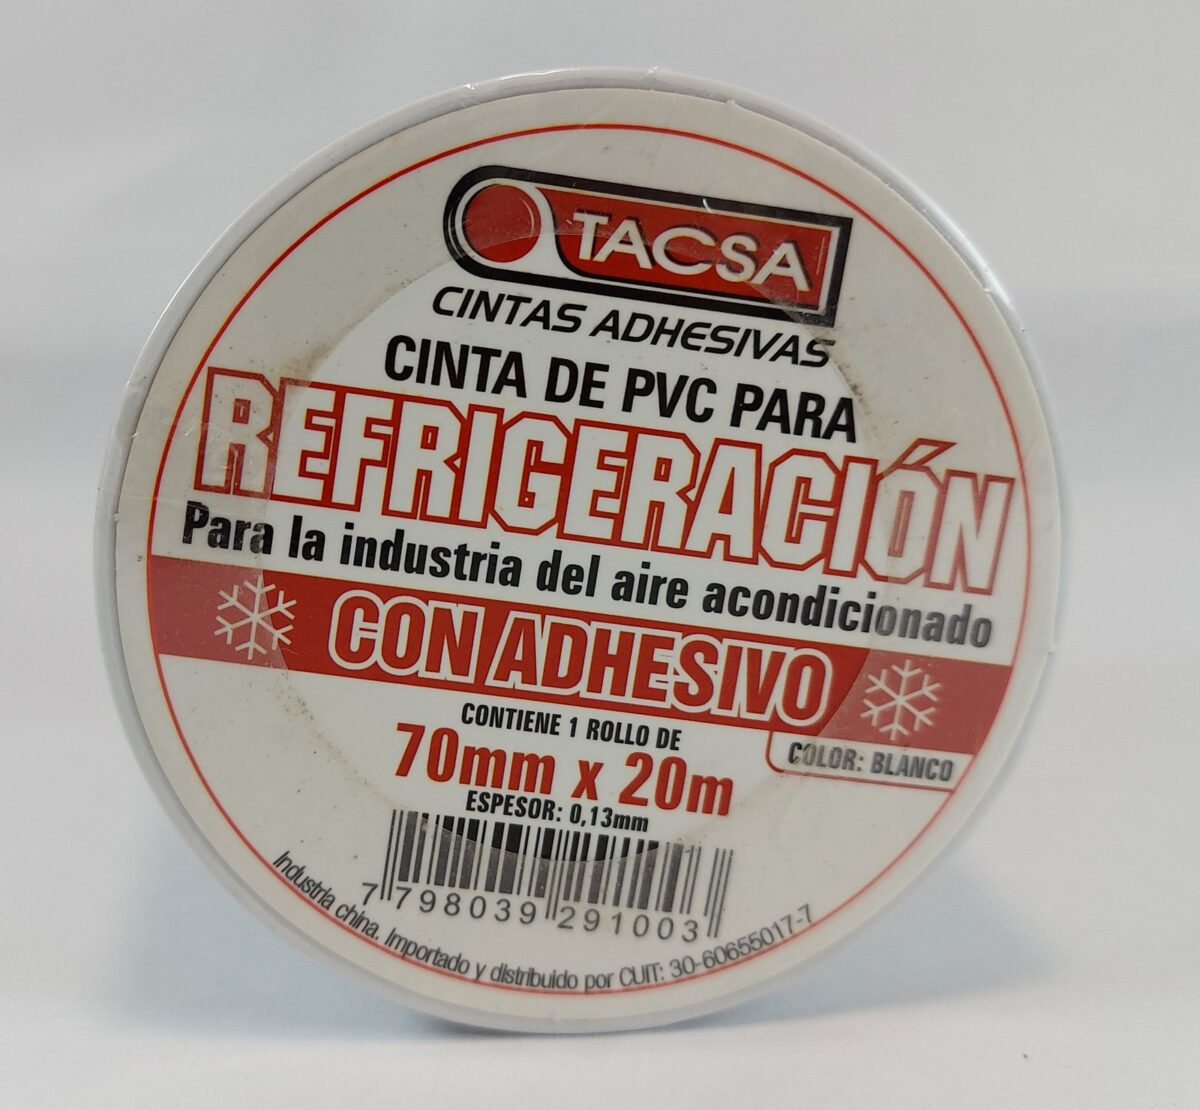 TACSA
CINTAS ADHESIVAS
CINTA DE PVC PARA
REFRIGERACIÓN
Para la industria del aire acondicionado
CON ADHESIVO
CONTIENE 1 ROLLO DE
70mm x 20m
COLOR: BLANCO
ESPESOR: 0,13mm
7 798039 291003
Industria china. Importado y distribuido por CUIT: 30-60655017-7